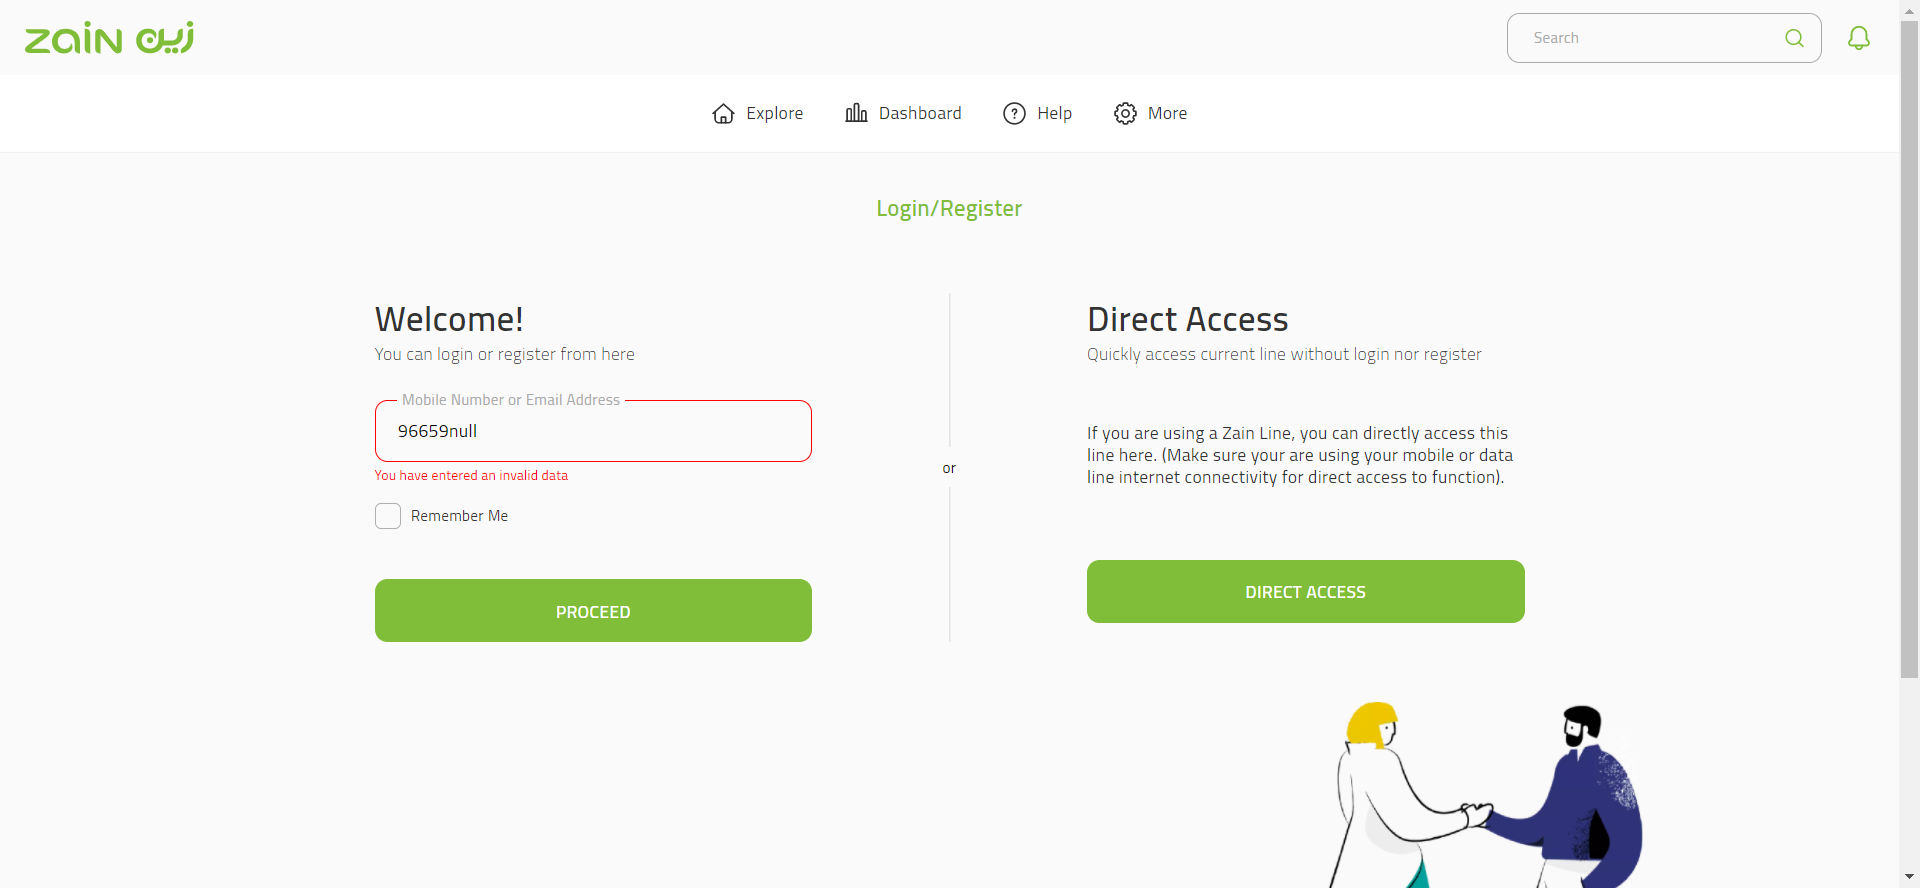 zain زين
Search
Explore
Dashboard
Help
More
Login/Register
Welcome!
You can login or register from here
Mobile Number or Email Address
96659null
You have entered an invalid data
Remember Me
PROCEED
or
Direct Access
Quickly access current line without login nor register
If you are using a Zain Line, you can directly access this
line here. (Make sure your are using your mobile or data
line internet connectivity for direct access to function).
DIRECT ACCESS